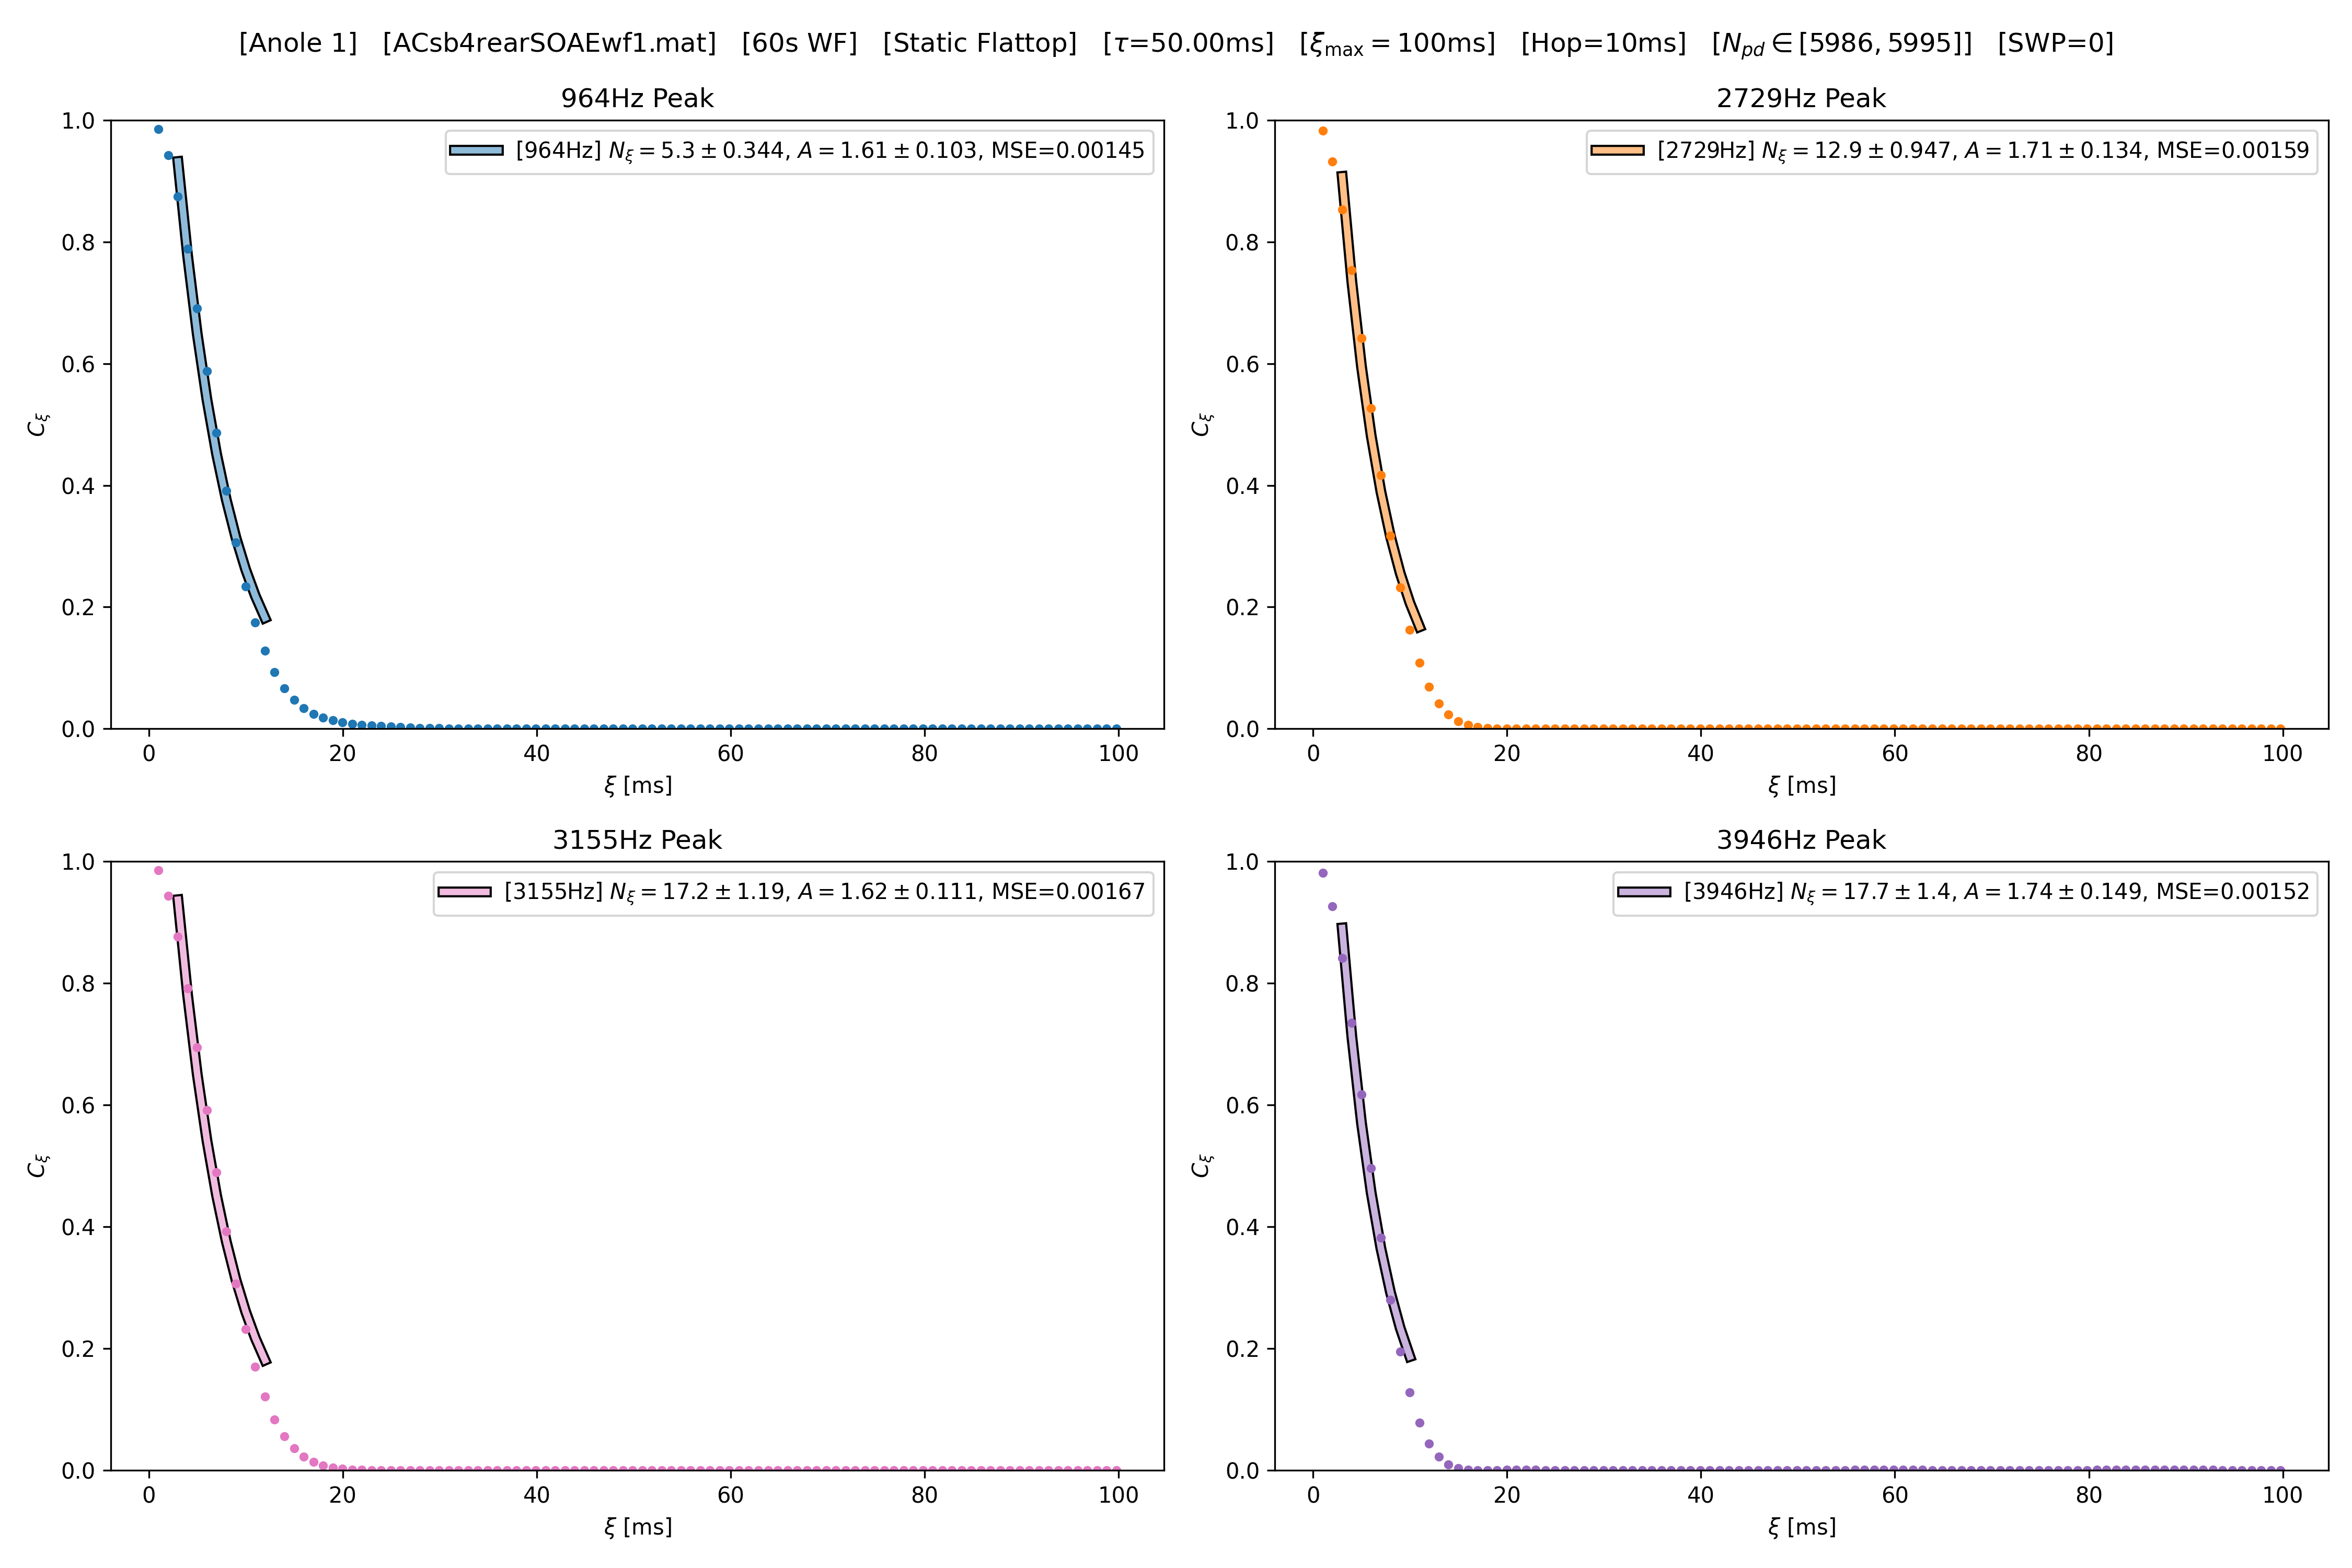 [Anole 1] [ACsb4rearSOAEwf1.mat] [60s WF] [Static Flattop] [τ=50.00ms] [ξmax = 100ms] [Hop=10ms] [Npd ∈ [5986, 5995]] [SWP=0]
964Hz Peak
[964Hz] Nξ = 5.3 ± 0.344, A = 1.61 ± 0.103, MSE=0.00145
1.0
0.8
0.6
0.4
0.2
0.0
Cξ
0 20 40 60 80 100
ξ [ms]
2729Hz Peak
[2729Hz] Nξ = 12.9 ± 0.947, A = 1.71 ± 0.134, MSE=0.00159
1.0
0.8
0.6
0.4
0.2
0.0
Cξ
0 20 40 60 80 100
ξ [ms]
3155Hz Peak
[3155Hz] Nξ = 17.2 ± 1.19, A = 1.62 ± 0.111, MSE=0.00167
1.0
0.8
0.6
0.4
0.2
0.0
Cξ
0 20 40 60 80 100
ξ [ms]
3946Hz Peak
[3946Hz] Nξ = 17.7 ± 1.4, A = 1.74 ± 0.149, MSE=0.00152
1.0
0.8
0.6
0.4
0.2
0.0
Cξ
0 20 40 60 80 100
ξ [ms]